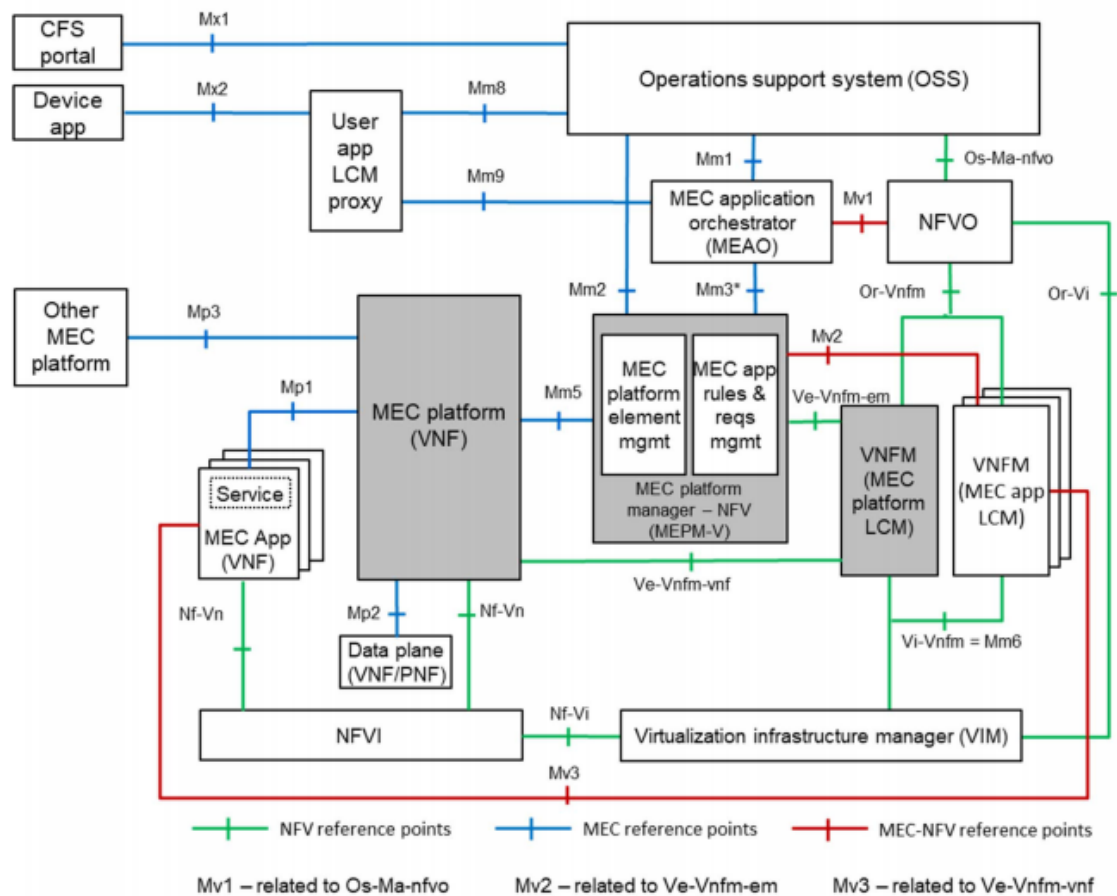 CFS
portal
Mx1
Operations support system (OSS)
Device
app
Mx2
User
app
LCM
proxy
Mm8
Mm9
Mm1
Os-Ma-nfvo
MEC application
orchestrator
(MEAO)
Mv1
NFVO
Other
MEC
platform
Mp3
Mm2
Mm3*
Or-Vnfm
Or-Vi
Mp1
MEC platform
(VNF)
Mm5
MEC
platform
element
mgmt
MEC app
rules &
reqs
mgmt
MEC platform
manager – NFV
(MEPM-V)
Mv2
Ve-Vnfm-em
VNFM
(MEC
platform
LCM)
VNFM
(MEC app
LCM)
Service
MEC App
(VNF)
Ve-Vnfm-vnf
Nf-Vn
Mp2
Nf-Vn
Vi-Vnfm = Mm6
Data plane
(VNF/PNF)
NFVI
Nf-Vi
Virtualization infrastructure manager (VIM)
Mv3
NFV reference points
MEC reference points
MEC-NFV reference points
Mv1 – related to Os-Ma-nfvo
Mv2 – related to Ve-Vnfm-em
Mv3 – related to Ve-Vnfm-vnf